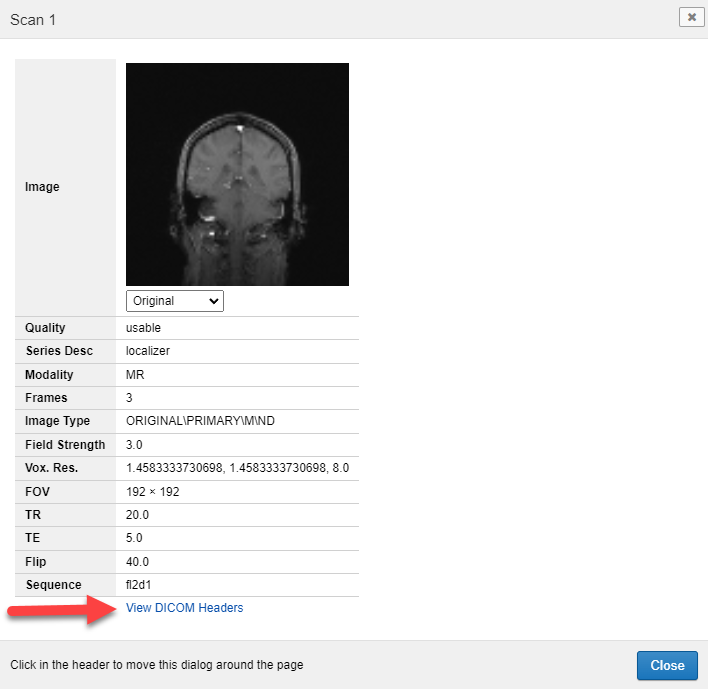 Scan 1
Image
Original
Quality usable
Series Desc localizer
Modality MR
Frames 3
Image Type ORIGINAL\PRIMARY\M\ND
Field Strength 3.0
Vox. Res. 1.4583333730698, 1.4583333730698, 8.0
FOV 192 × 192
TR 20.0
TE 5.0
Flip 40.0
Sequence fl2d1
View DICOM Headers
Click in the header to move this dialog around the page
Close